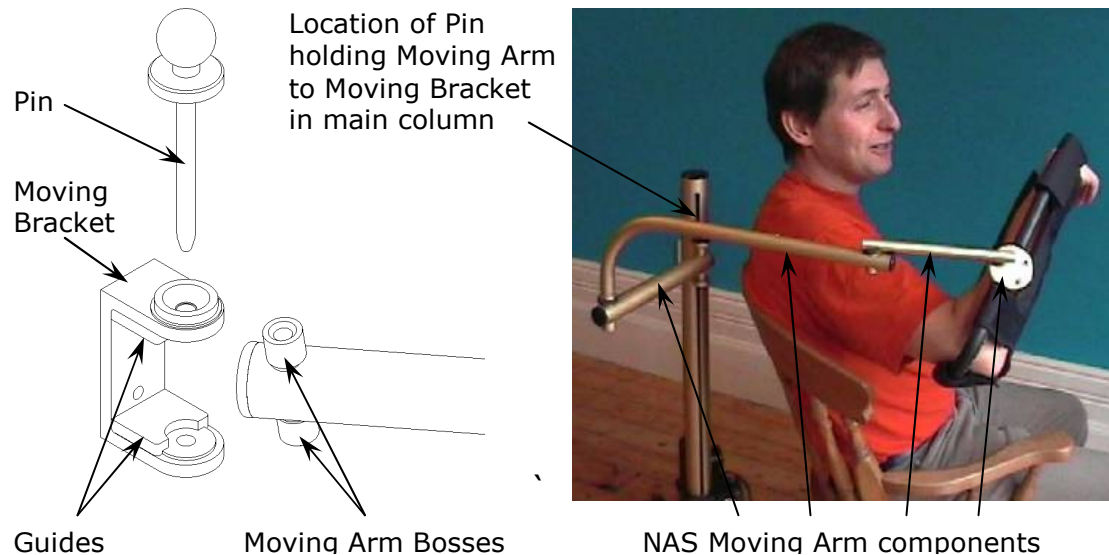 Location of Pin
holding Moving Arm
to Moving Bracket
in main column
Pin
Moving
Bracket
Guides
Moving Arm Bosses
NAS Moving Arm components